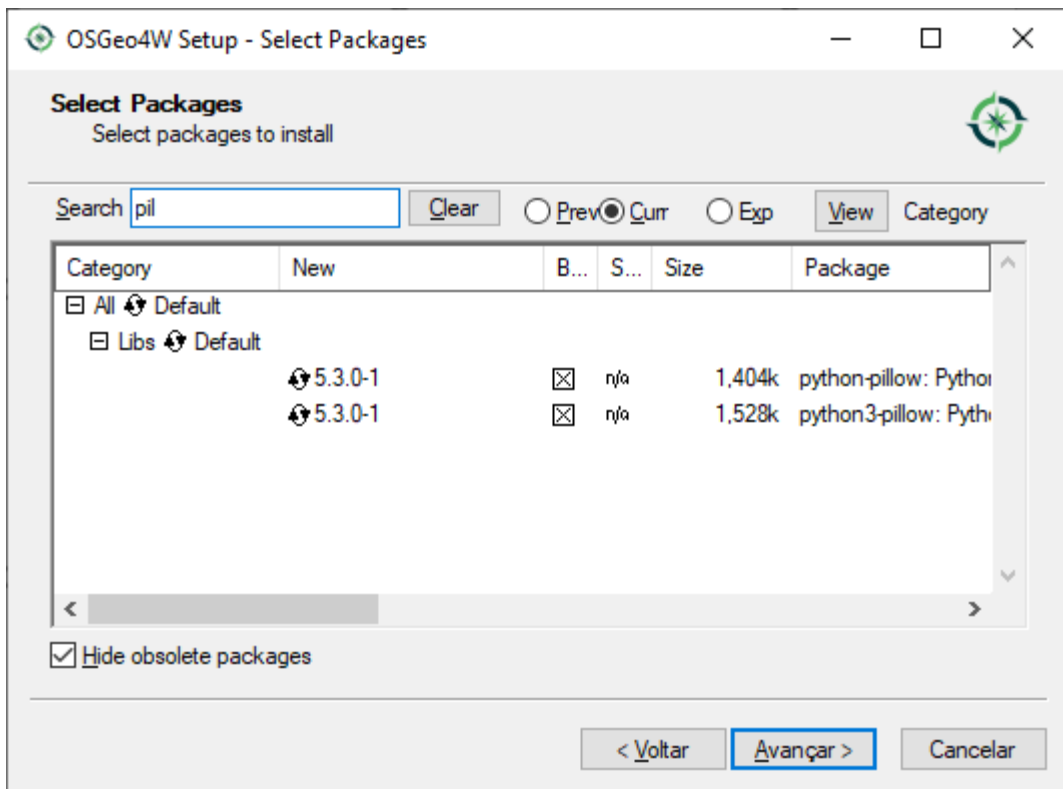 OSGeo4W Setup - Select Packages
Select Packages
Select packages to install
Search pil Clear Prev Curr Exp View Category
Category New B... S... Size Package
All Default
Libs Default
5.3.0-1 n/a 1,404k python-pillow: Python
5.3.0-1 n/a 1,528k python3-pillow: Pytho
Hide obsolete packages
< Voltar Avançar > Cancelar